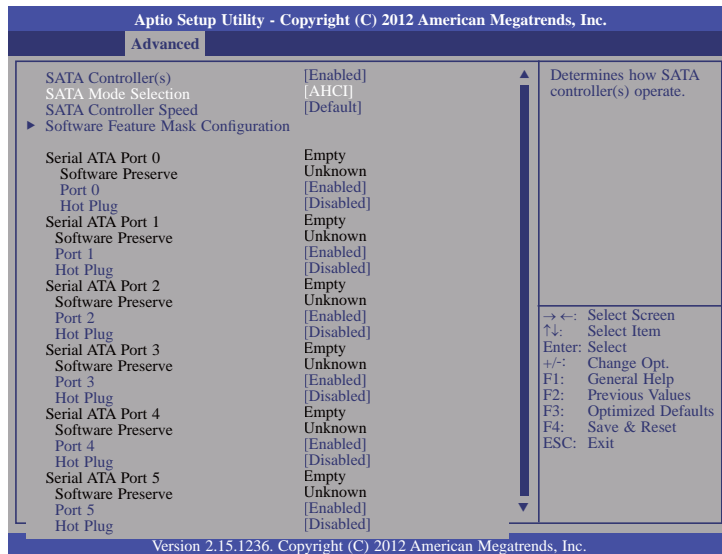 Aptio Setup Utility - Copyright (C) 2012 American Megatrends, Inc.
Advanced
SATA Controller(s) [Enabled]
SATA Mode Selection [AHCI]
SATA Controller Speed [Default]
► Software Feature Mask Configuration
Serial ATA Port 0 Empty
Software Preserve Unknown
Port 0 [Enabled]
Hot Plug [Disabled]
Serial ATA Port 1 Empty
Software Preserve Unknown
Port 1 [Enabled]
Hot Plug [Disabled]
Serial ATA Port 2 Empty
Software Preserve Unknown
Port 2 [Enabled]
Hot Plug [Disabled]
Serial ATA Port 3 Empty
Software Preserve Unknown
Port 3 [Enabled]
Hot Plug [Disabled]
Serial ATA Port 4 Empty
Software Preserve Unknown
Port 4 [Enabled]
Hot Plug [Disabled]
Serial ATA Port 5 Empty
Software Preserve Unknown
Port 5 [Enabled]
Hot Plug [Disabled]
Determines how SATA
controller(s) operate.
→←: Select Screen
↑↓: Select Item
Enter: Select
+/-: Change Opt.
F1: General Help
F2: Previous Values
F3: Optimized Defaults
F4: Save & Reset
ESC: Exit
Version 2.15.1236. Copyright (C) 2012 American Megatrends, Inc.